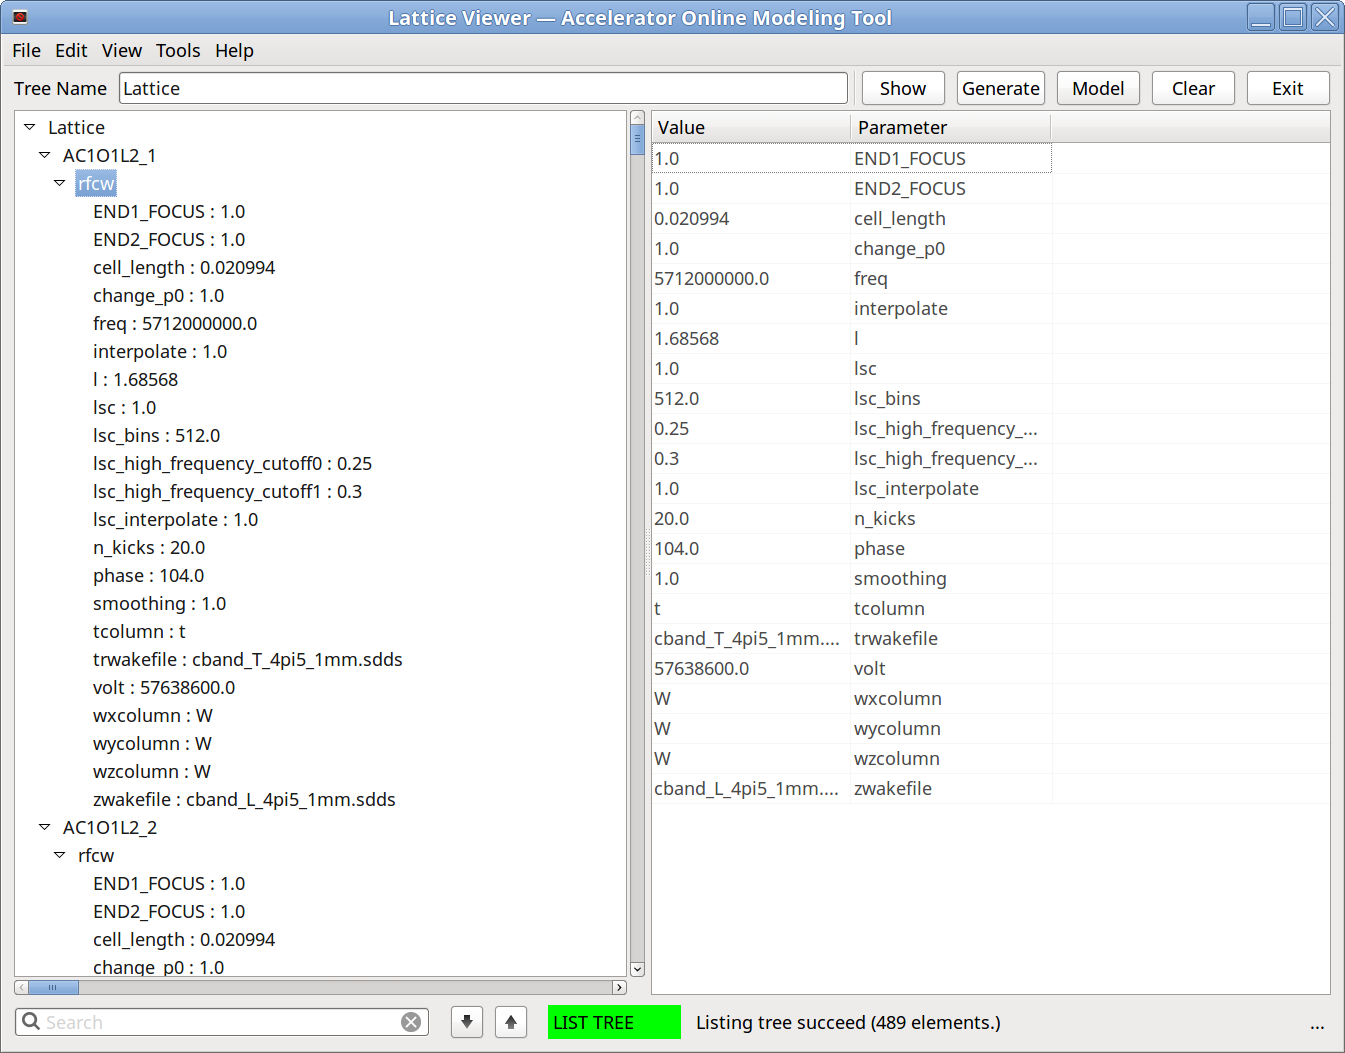 Lattice Viewer — Accelerator Online Modeling Tool
File Edit View Tools Help
Tree Name Lattice Show Generate Model Clear Exit
Lattice
AC1O1L2_1
rfcw
END1_FOCUS : 1.0
END2_FOCUS : 1.0
cell_length : 0.020994
change_p0 : 1.0
freq : 5712000000.0
interpolate : 1.0
l : 1.68568
lsc : 1.0
lsc_bins : 512.0
lsc_high_frequency_cutoff0 : 0.25
lsc_high_frequency_cutoff1 : 0.3
lsc_interpolate : 1.0
n_kicks : 20.0
phase : 104.0
smoothing : 1.0
tcolumn : t
trwakefile : cband_T_4pi5_1mm.sdds
volt : 57638600.0
wxcolumn : W
wycolumn : W
wzcolumn : W
zwakefile : cband_L_4pi5_1mm.sdds
AC1O1L2_2
rfcw
END1_FOCUS : 1.0
END2_FOCUS : 1.0
cell_length : 0.020994
change_p0 : 1.0
Value Parameter
1.0 END1_FOCUS
1.0 END2_FOCUS
0.020994 cell_length
1.0 change_p0
5712000000.0 freq
1.0 interpolate
1.68568 l
1.0 lsc
512.0 lsc_bins
0.25 lsc_high_frequency_...
0.3 lsc_high_frequency_...
1.0 lsc_interpolate
20.0 n_kicks
104.0 phase
1.0 smoothing
t tcolumn
cband_T_4pi5_1mm.... trwakefile
57638600.0 volt
W wxcolumn
W wycolumn
W wzcolumn
cband_L_4pi5_1mm.... zwakefile
Search LIST TREE Listing tree succeed (489 elements.) ...